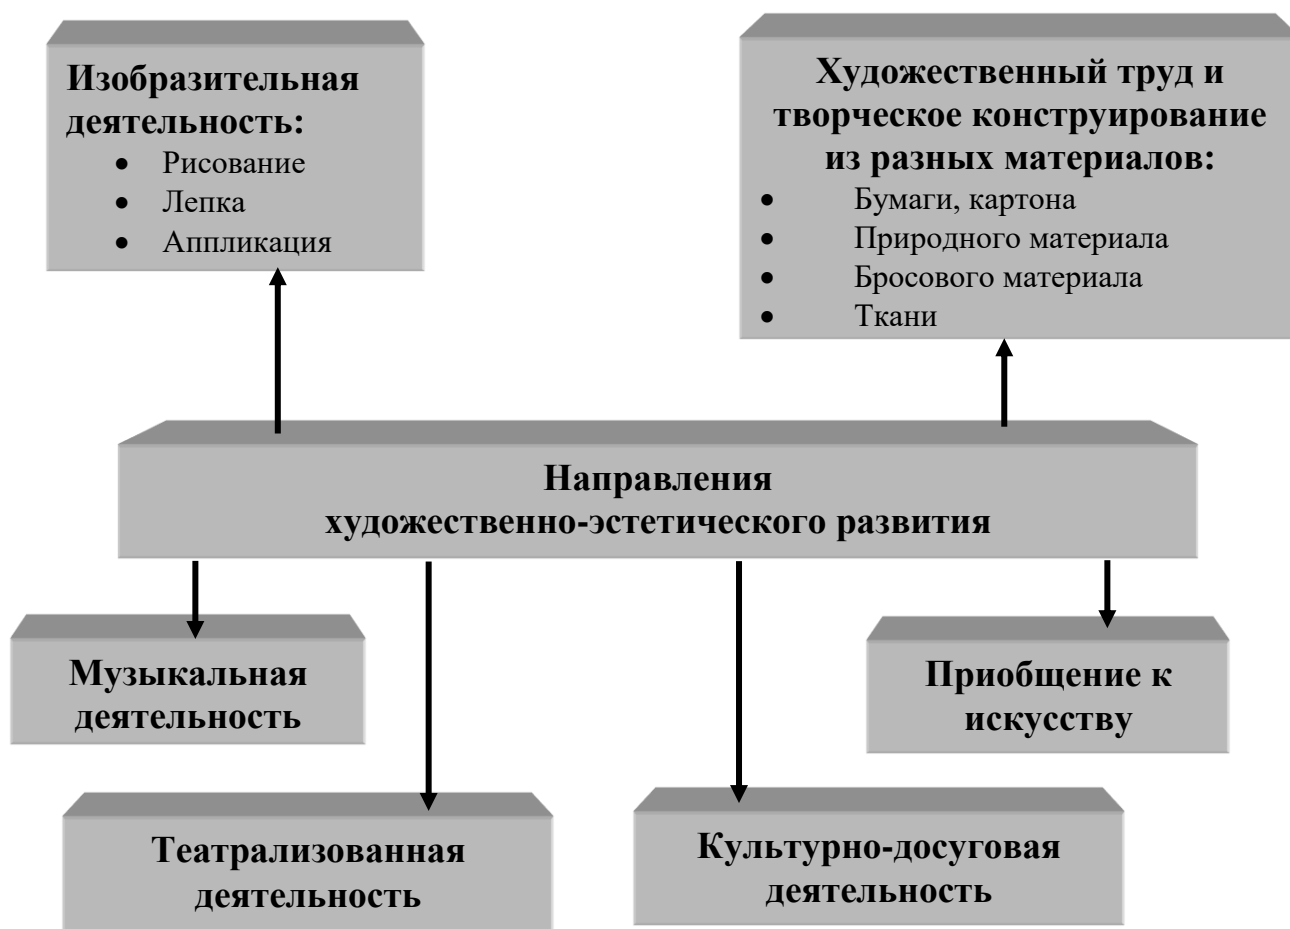 Изобразительная
деятельность:
• Рисование
• Лепка
• Аппликация
Художественный труд и
творческое конструирование
из разных материалов:
• Бумаги, картона
• Природного материала
• Бросового материала
• Ткани
Направления
художественно-эстетического развития
Музыкальная
деятельность
Приобщение к
искусству
Театрализованная
деятельность
Культурно-досуговая
деятельность